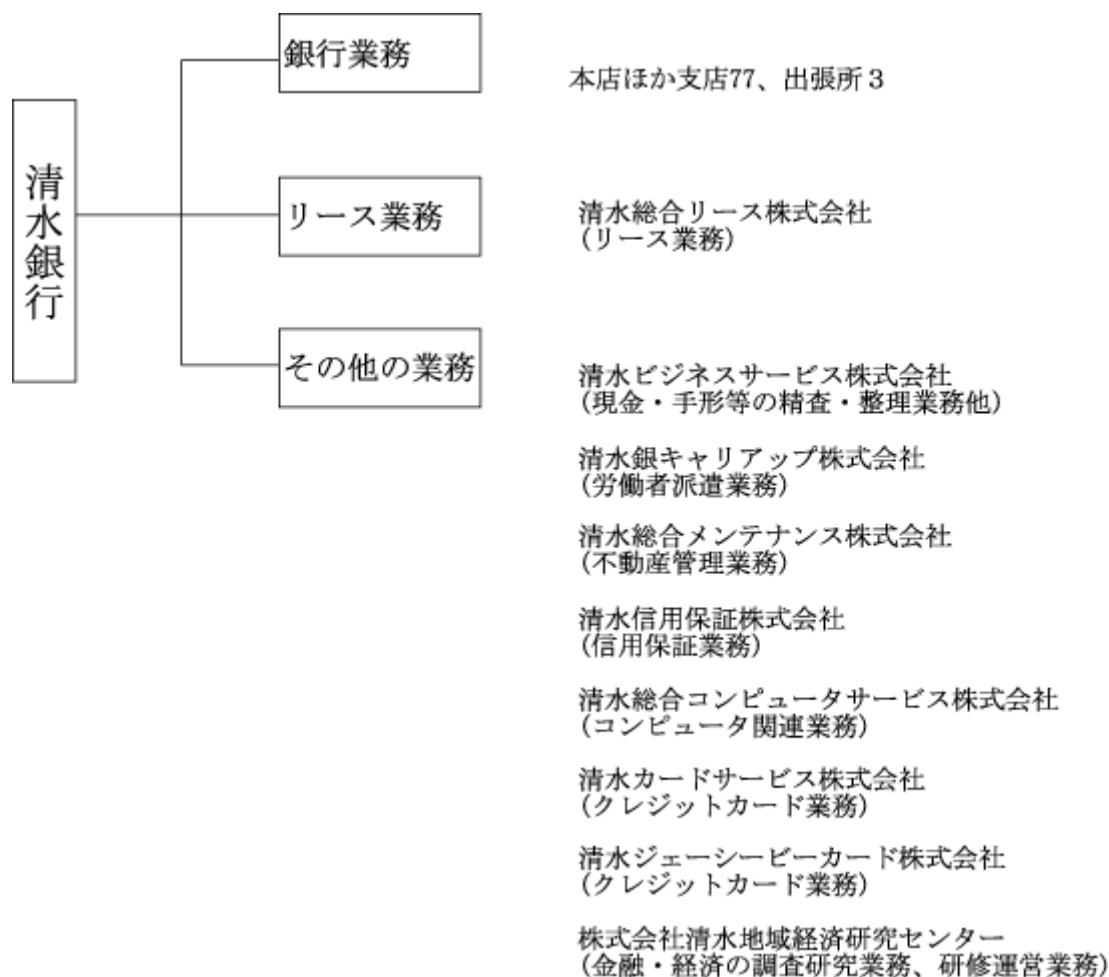 清水銀行
銀行業務
本店ほか支店77、出張所3
リース業務
清水総合リース株式会社
(リース業務)
その他の業務
清水ビジネスサービス株式会社
(現金・手形等の精査・整理業務他)
清水銀キャリアップ株式会社
(労働者派遣業務)
清水総合メンテナンス株式会社
(不動産管理業務)
清水信用保証株式会社
(信用保証業務)
清水総合コンピュータサービス株式会社
(コンピュータ関連業務)
清水カードサービス株式会社
(クレジットカード業務)
清水ジェーシービーカード株式会社
(クレジットカード業務)
株式会社清水地域経済研究センター
(金融・経済の調査研究業務、研修運営業務)